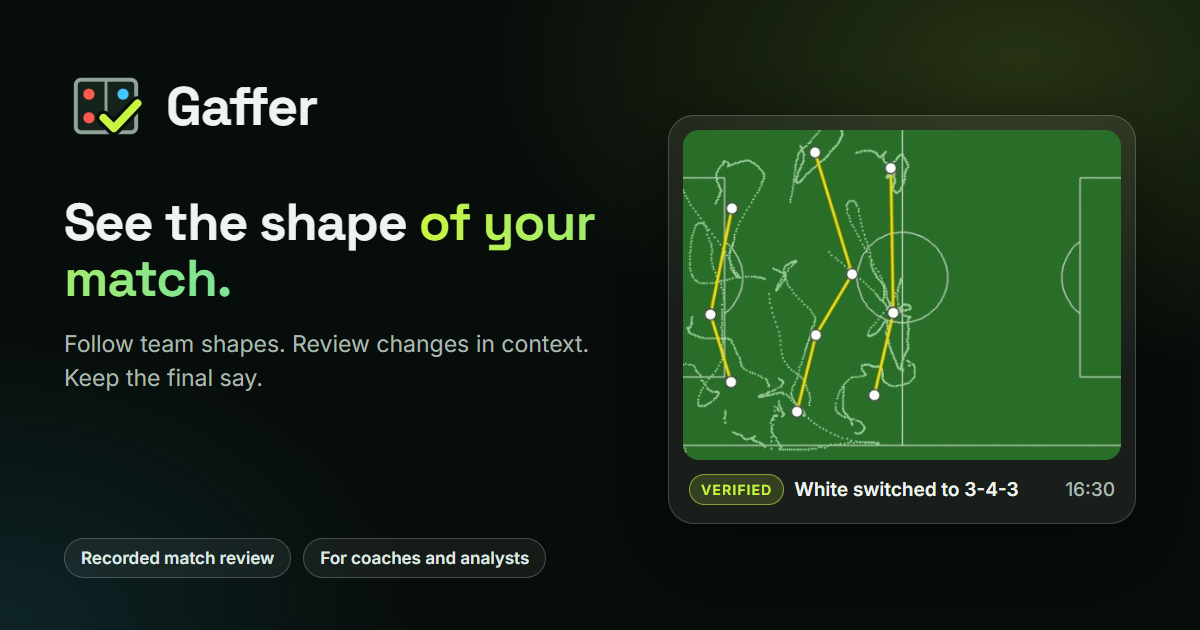 Gaffer
See the shape of your
match.
Follow team shapes. Review changes in context.
Keep the final say.
VERIFIED White switched to 3-4-3 16:30
Recorded match review For coaches and analysts